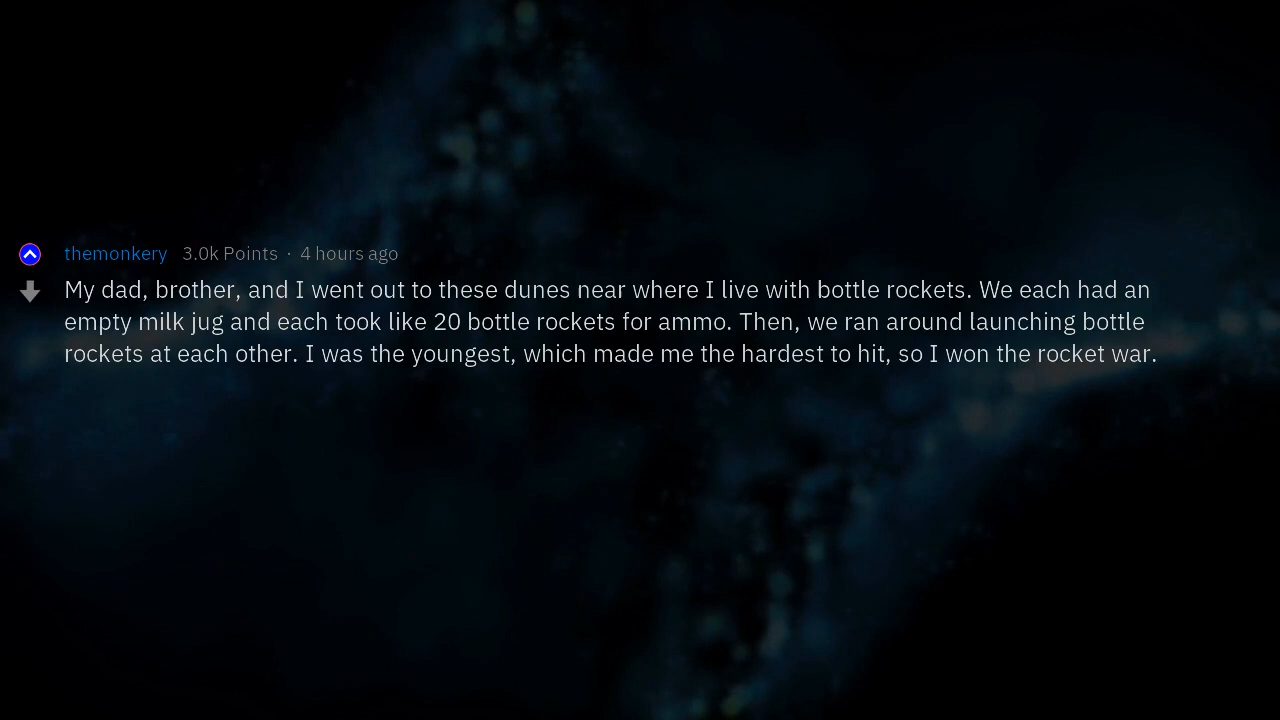 themonkery 3.0k Points · 4 hours ago
My dad, brother, and I went out to these dunes near where I live with bottle rockets. We each had an
empty milk jug and each took like 20 bottle rockets for ammo. Then, we ran around launching bottle
rockets at each other. I was the youngest, which made me the hardest to hit, so I won the rocket war.